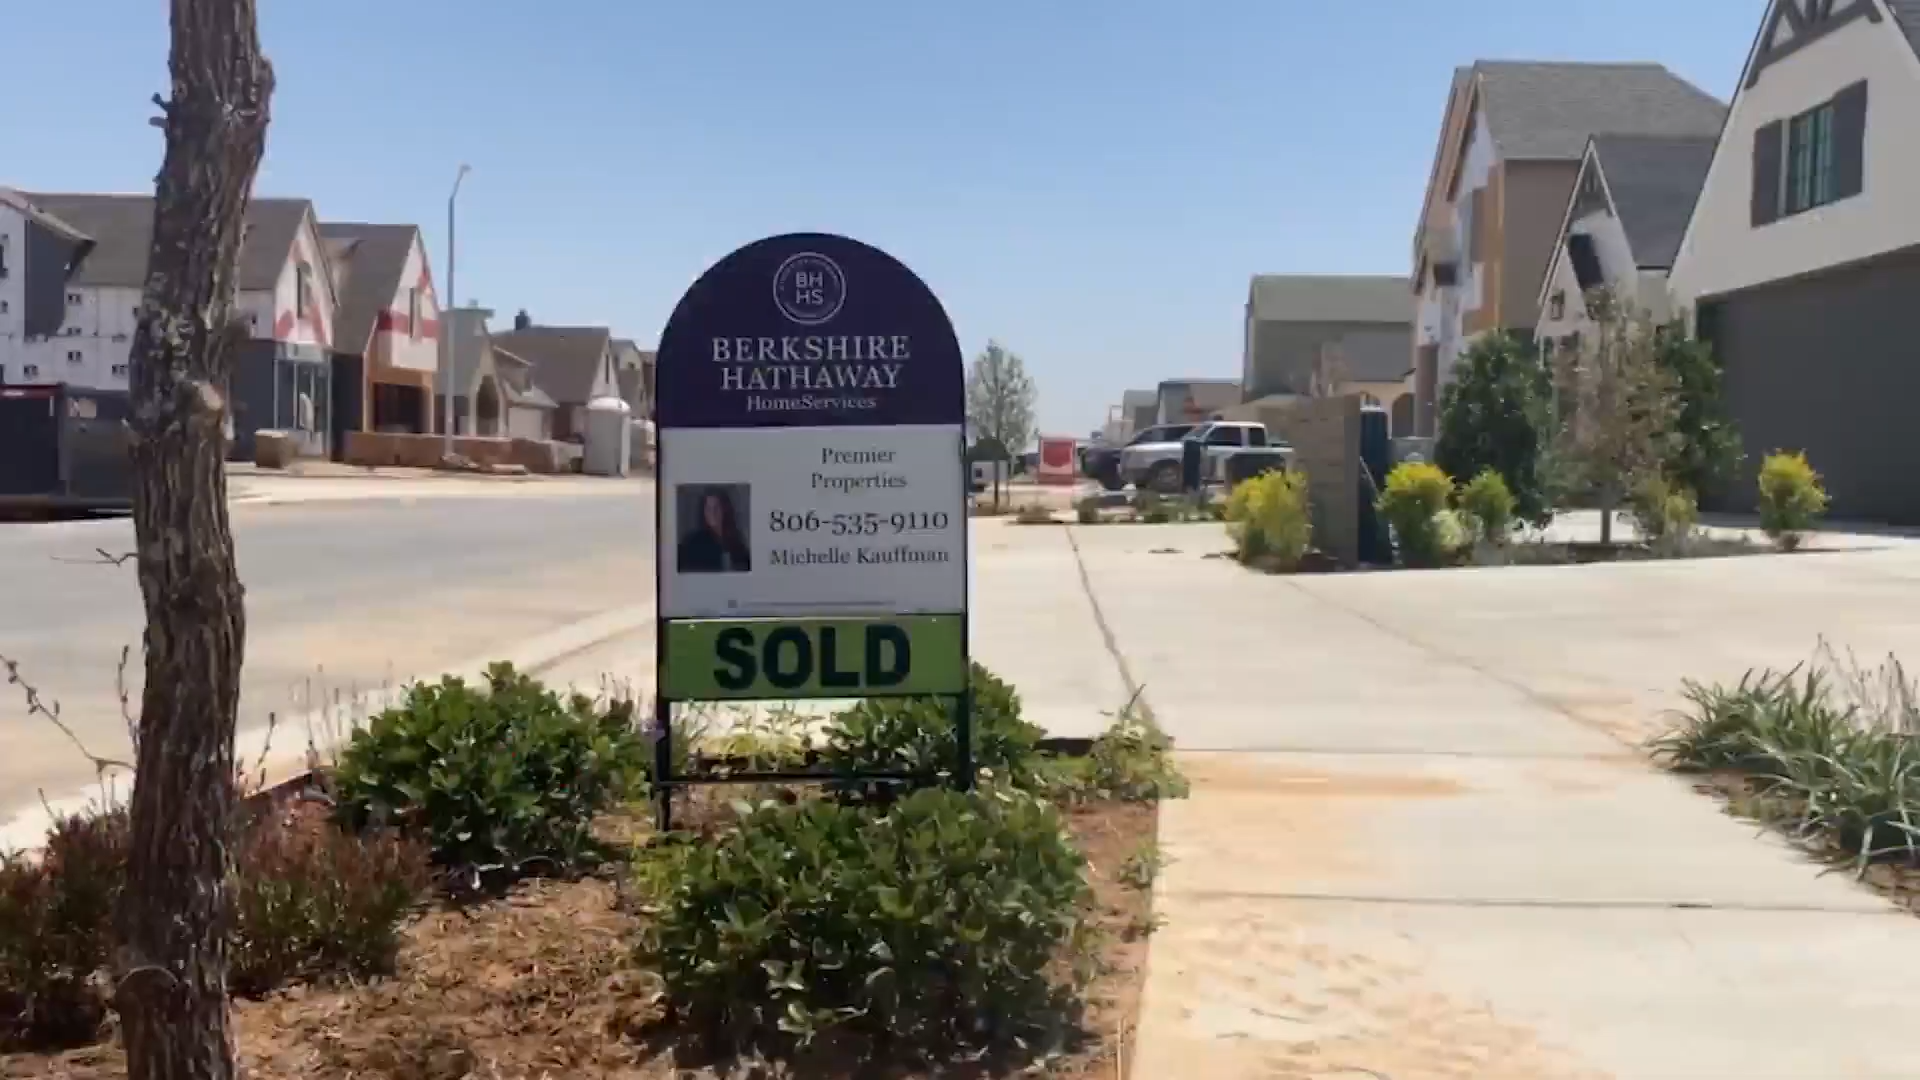 BH
HS
BERKSHIRE
HATHAWAY
HomeServices
Premier
Properties
806-535-9110
Michelle Kauffman
SOLD